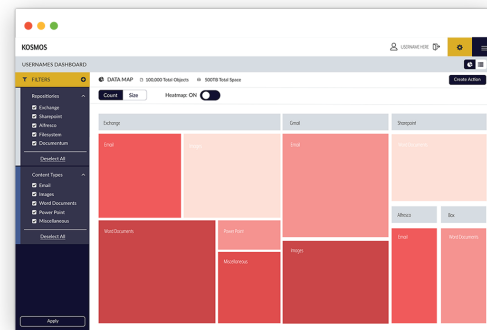 KOSMOS
USERNAME HERE
USERNAMES DASHBOARD
FILTERS
DATA MAP
100,000 Total Objects
500TB Total Space
Create Action
Count
Size
Heatmap: ON
Repositiories
Exchange
Sharepoint
Alfresco
Filesystem
Documentum
Deselect All
Content Types
Email
Images
Word Documents
Power Point
Miscellaneous
Deselect All
Apply
Exchange
Email
Sharepoint
Email
Email
Alfresco
Box
Word Documents
Power Point
Miscellaneous
Images
Email
Word Documents